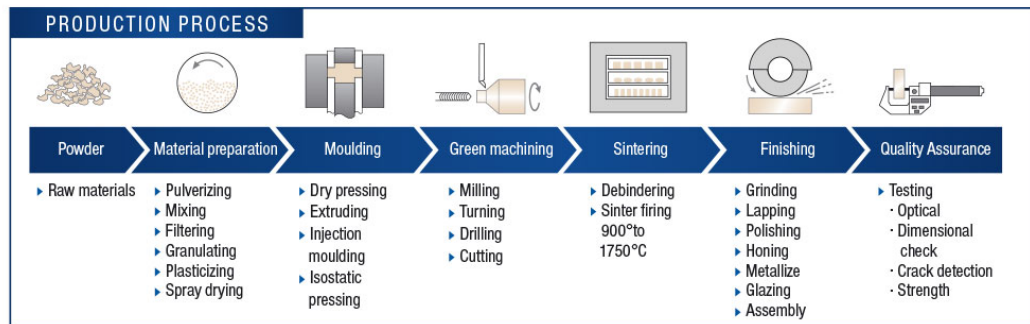 PRODUCTION PROCESS
Powder
Material preparation
Moulding
Green machining
Sintering
Finishing
Quality Assurance
Raw materials
Pulverizing
Mixing
Filtering
Granulating
Plasticizing
Spray drying
Dry pressing
Extruding
Injection
moulding
Isostatic
pressing
Milling
Turning
Drilling
Cutting
Debindering
Sinter firing
900°to
1750°C
Grinding
Lapping
Polishing
Honing
Metallize
Glazing
Assembly
Testing
· Optical
· Dimensional
check
· Crack detection
· Strength